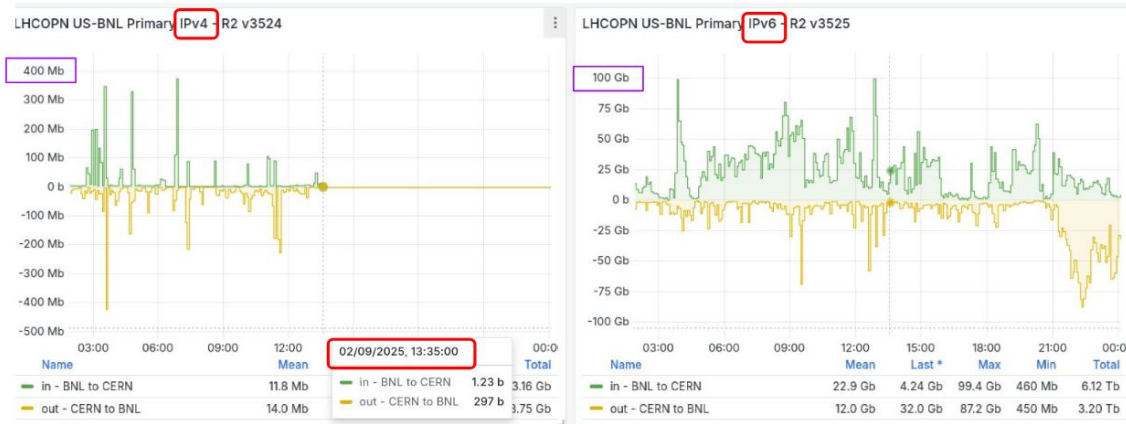 LHCOPN US-BNL Primary IPv4 - R2 v3524
400 Mb
300 Mb
200 Mb
100 Mb
0 b
-100 Mb
-200 Mb
-300 Mb
-400 Mb
-500 Mb
03:00 06:00 09:00 12:00 00:0
02/09/2025, 13:35:00
in - BNL to CERN 1.23 b
out - CERN to BNL 297 b
Name Mean Total
in - BNL to CERN 11.8 Mb 3.16 Gb
out - CERN to BNL 14.0 Mb 3.75 Gb
LHCOPN US-BNL Primary IPv6 - R2 v3525
100 Gb
75 Gb
50 Gb
25 Gb
0 b
-25 Gb
-50 Gb
-75 Gb
-100 Gb
03:00 06:00 09:00 12:00 15:00 18:00 21:00 00:0
Name Mean Last * Max Min Total
in - BNL to CERN 22.9 Gb 4.24 Gb 99.4 Gb 460 Mb 6.12 Tb
out - CERN to BNL 12.0 Gb 32.0 Gb 87.2 Gb 450 Mb 3.20 Tb